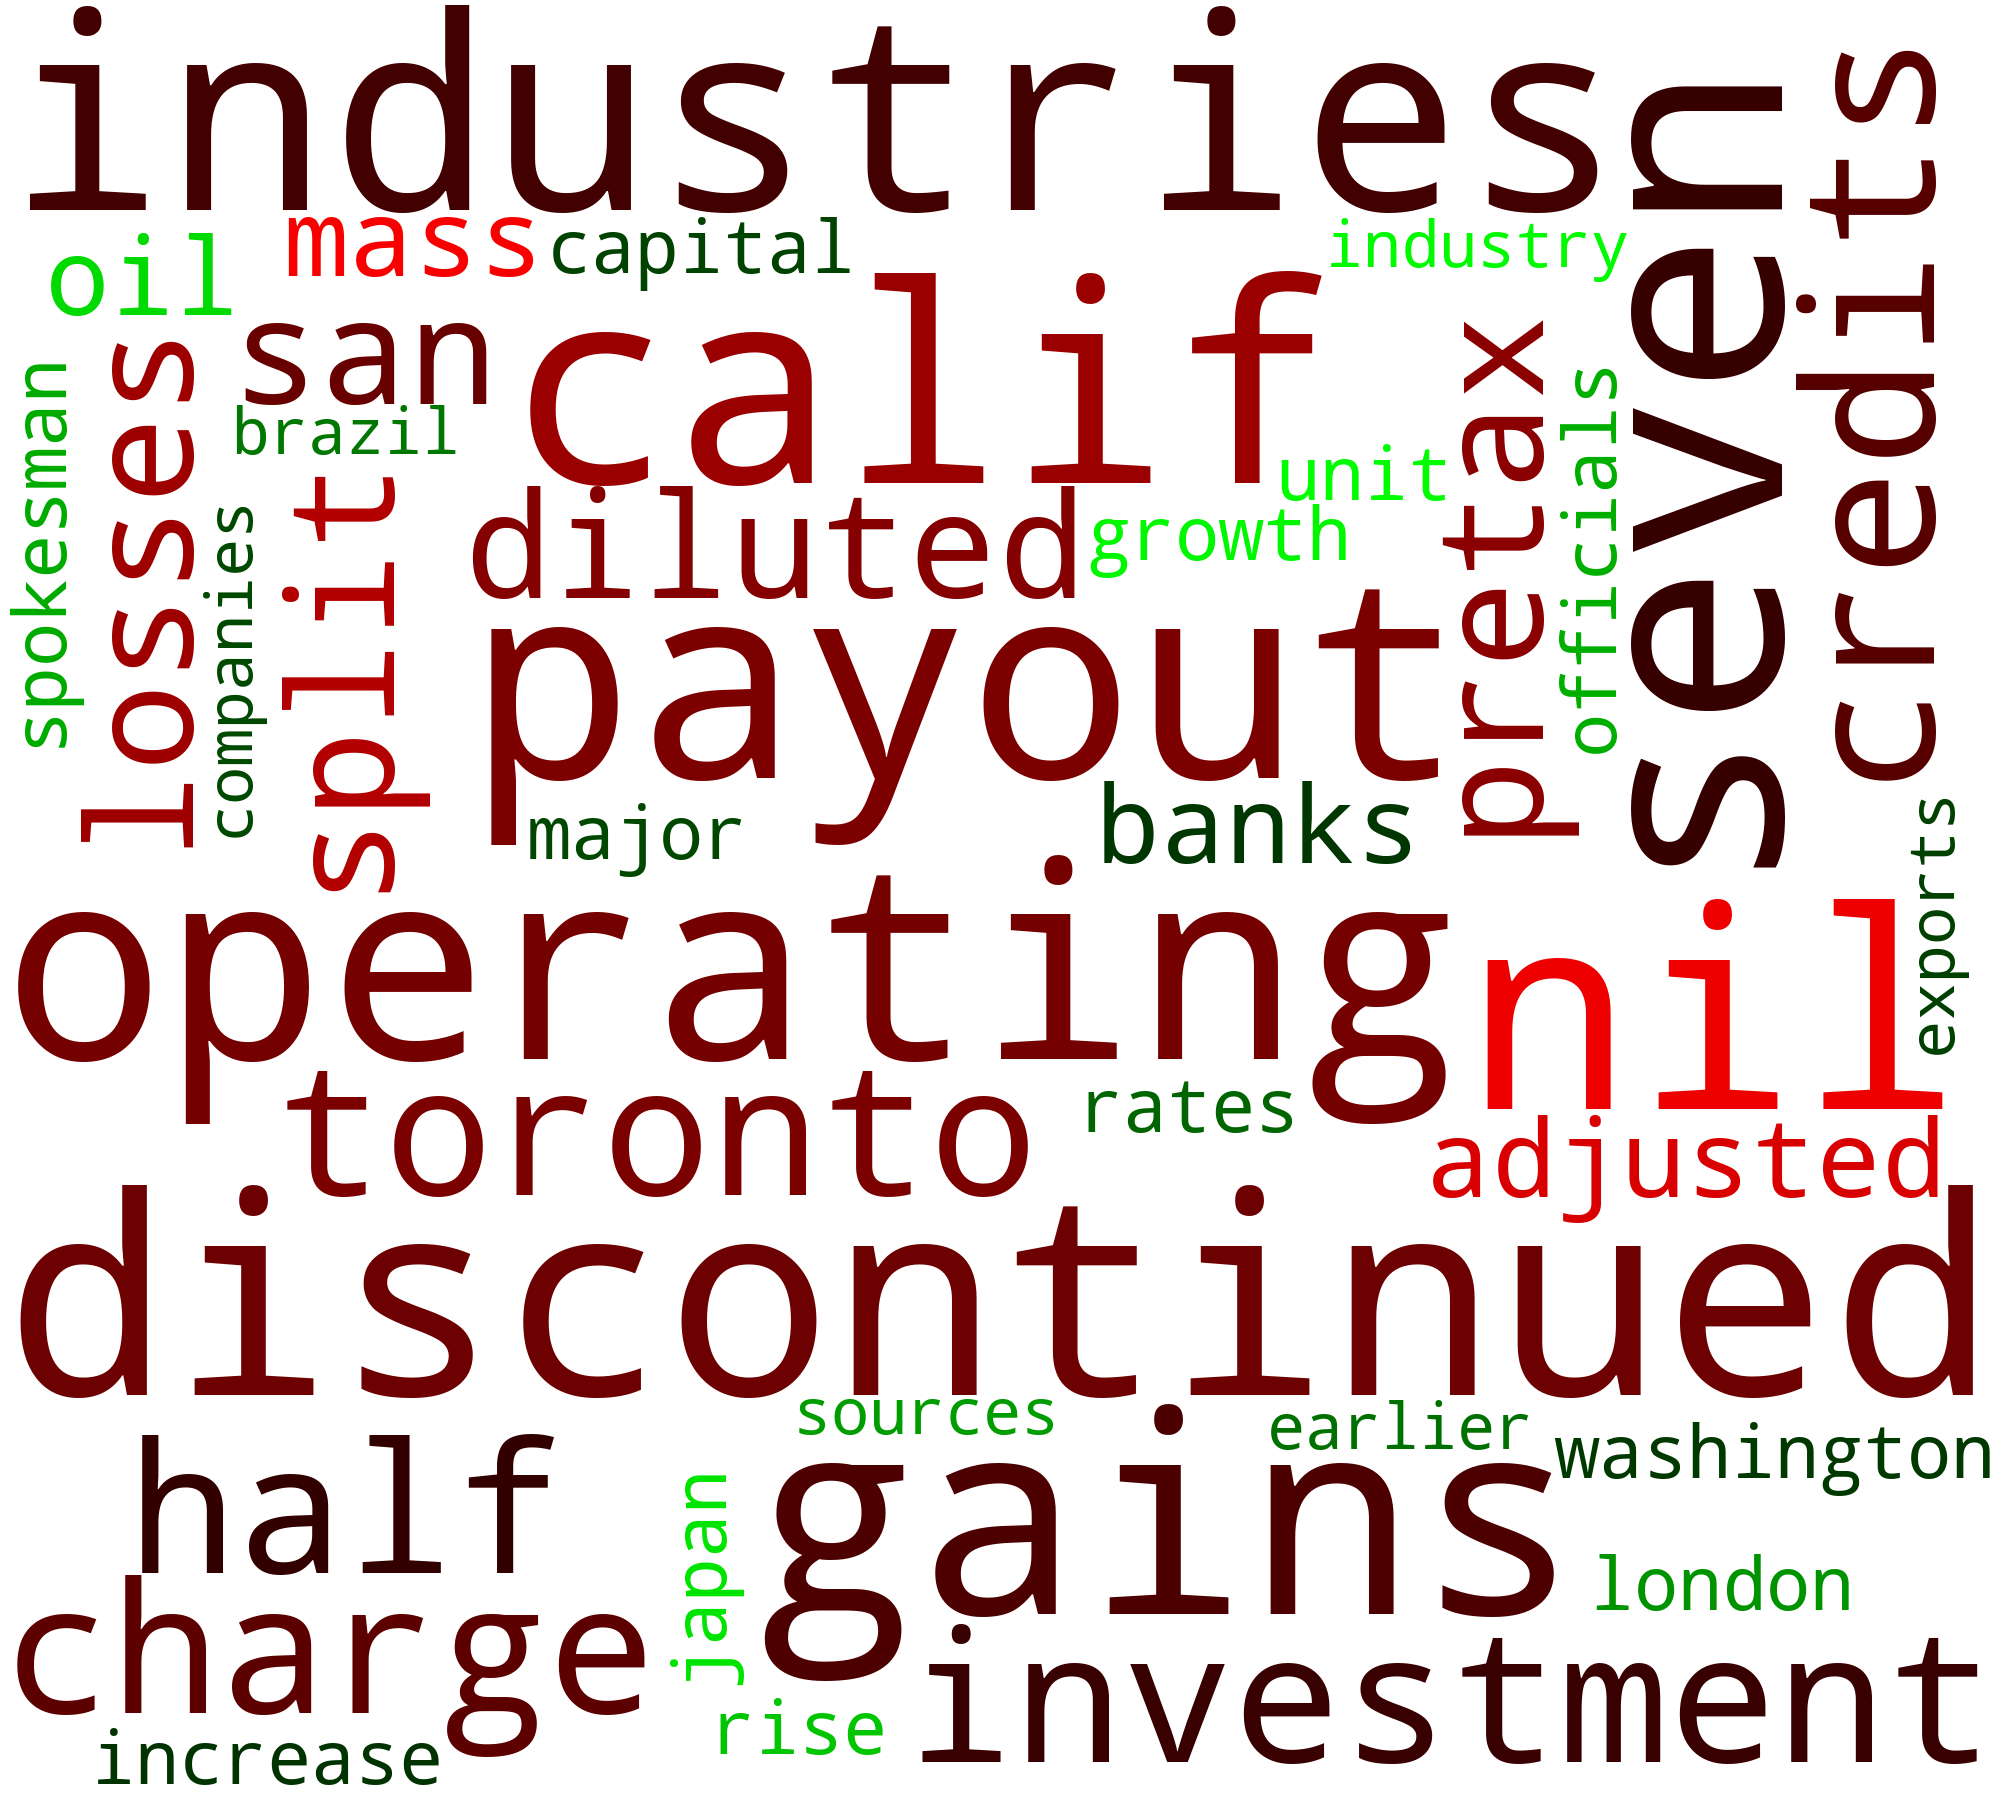 industries
seven
credits
mass
capital
industry
oil
calif
san
losses
pretax
spokesman
officials
brazil
unit
split
companies
diluted
growth
payout
major
banks
exports
operating
nil
toronto
rates
adjusted
discontinued
sources
earlier
washington
half
gains
japan
london
charge
investment
rise
increase